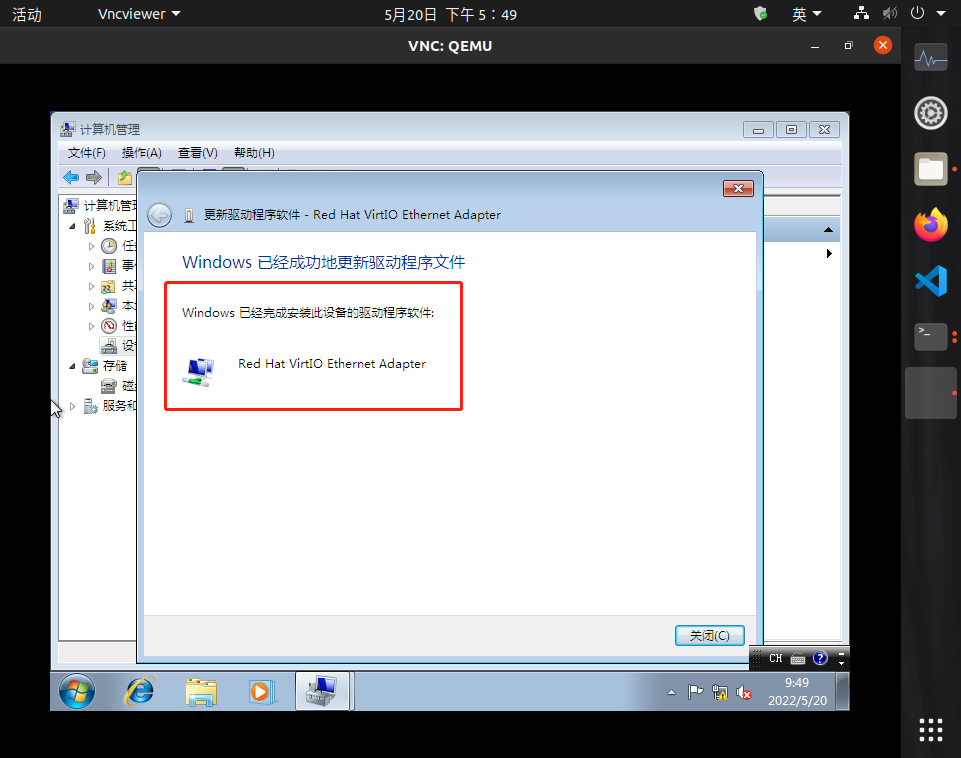 活动
Vncviewer
5月20日 下午 5：49
英
VNC: QEMU
计算机管理
文件(F) 操作(A) 查看(V) 帮助(H)
计算机管
系统工
任
事
共
本
性
设
存储
磁
服务和
更新驱动程序软件 - Red Hat VirtIO Ethernet Adapter
Windows 已经成功地更新驱动程序文件
Windows 已经完成安装此设备的驱动程序软件:
Red Hat VirtIO Ethernet Adapter
关闭(C)
CH
9:49
2022/5/20